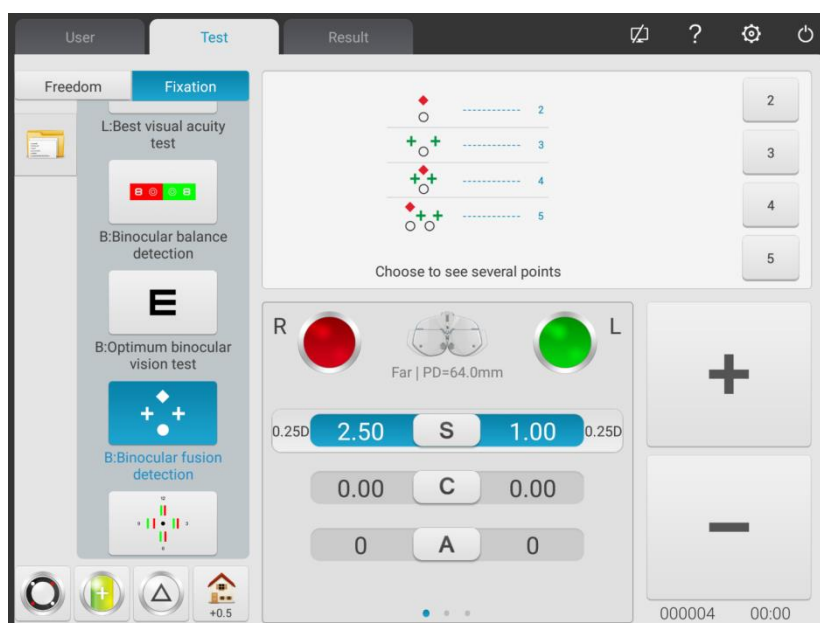 User
Test
Result
?
Freedom
Fixation
L:Best visual acuity
test
B B
B:Binocular balance
detection
E
B:Optimum binocular
vision test
B:Binocular fusion
detection
+0.5
2
3
4
5
Choose to see several points
2
3
4
5
R
L
Far | PD=64.0mm
0.25D 2.50 S 1.00 0.25D
0.00 C 0.00
0 A 0
+
−
000004 00:00